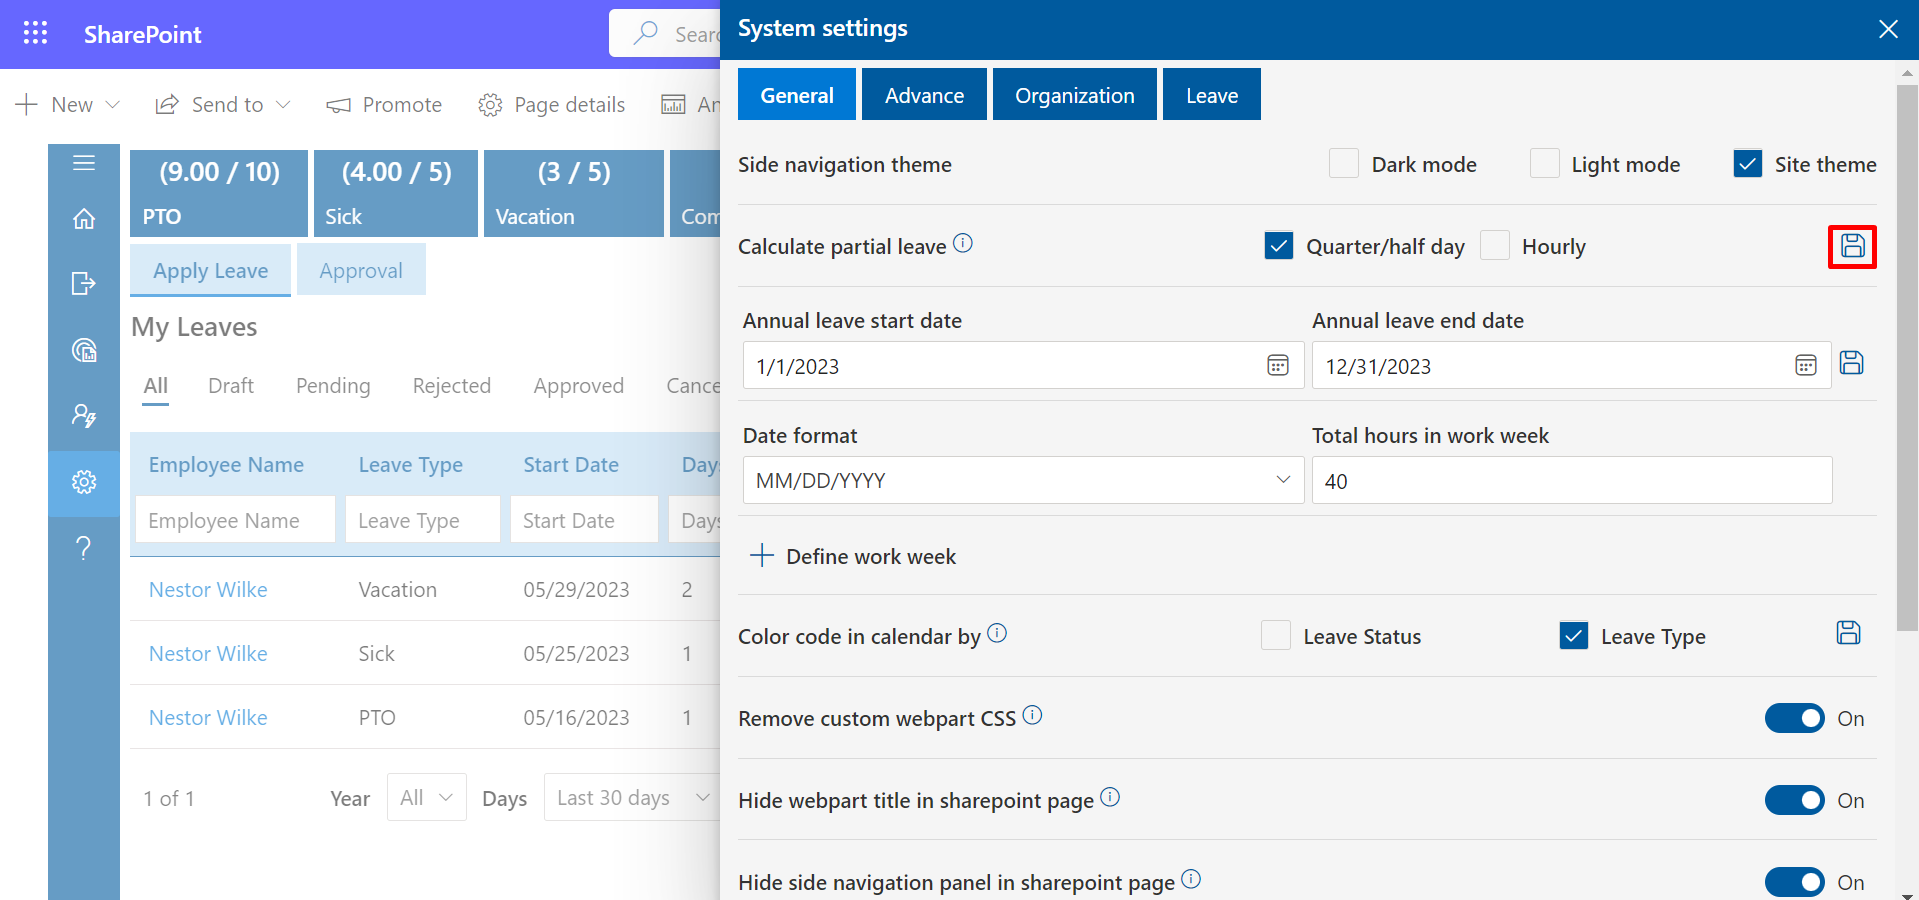 SharePoint
System settings
New
Send to
Promote
Page details
General
Advance
Organization
Leave
(9.00 / 10)
PTO
(4.00 / 5)
Sick
(3 / 5)
Vacation
Side navigation theme
Dark mode
Light mode
Site theme
Calculate partial leave
Quarter/half day
Hourly
Apply Leave
Approval
My Leaves
Annual leave start date
Annual leave end date
1/1/2023
12/31/2023
All
Draft
Pending
Rejected
Approved
Date format
Total hours in work week
MM/DD/YYYY
40
Employee Name
Leave Type
Start Date
Days
Employee Name
Leave Type
Start Date
Days
Define work week
Nestor Wilke
Vacation
05/29/2023
2
Nestor Wilke
Sick
05/25/2023
1
Nestor Wilke
PTO
05/16/2023
1
Color code in calendar by
Leave Status
Leave Type
Remove custom webpart CSS
On
1 of 1
Year
All
Days
Last 30 days
Hide webpart title in sharepoint page
On
Hide side navigation panel in sharepoint page
On